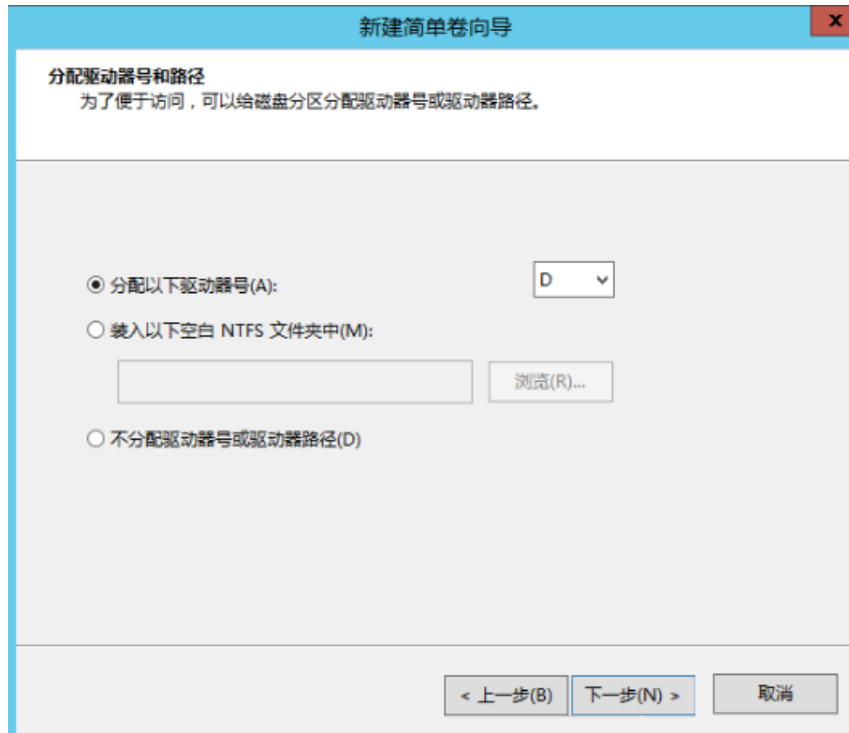 新建简单卷向导
x
分配驱动器号和路径
为了便于访问，可以给磁盘分区分配驱动器号或驱动器路径。
分配以下驱动器号(A): D
装入以下空白 NTFS 文件夹中(M):
浏览(R)...
不分配驱动器号或驱动器路径(D)
< 上一步(B) 下一步(N) > 取消